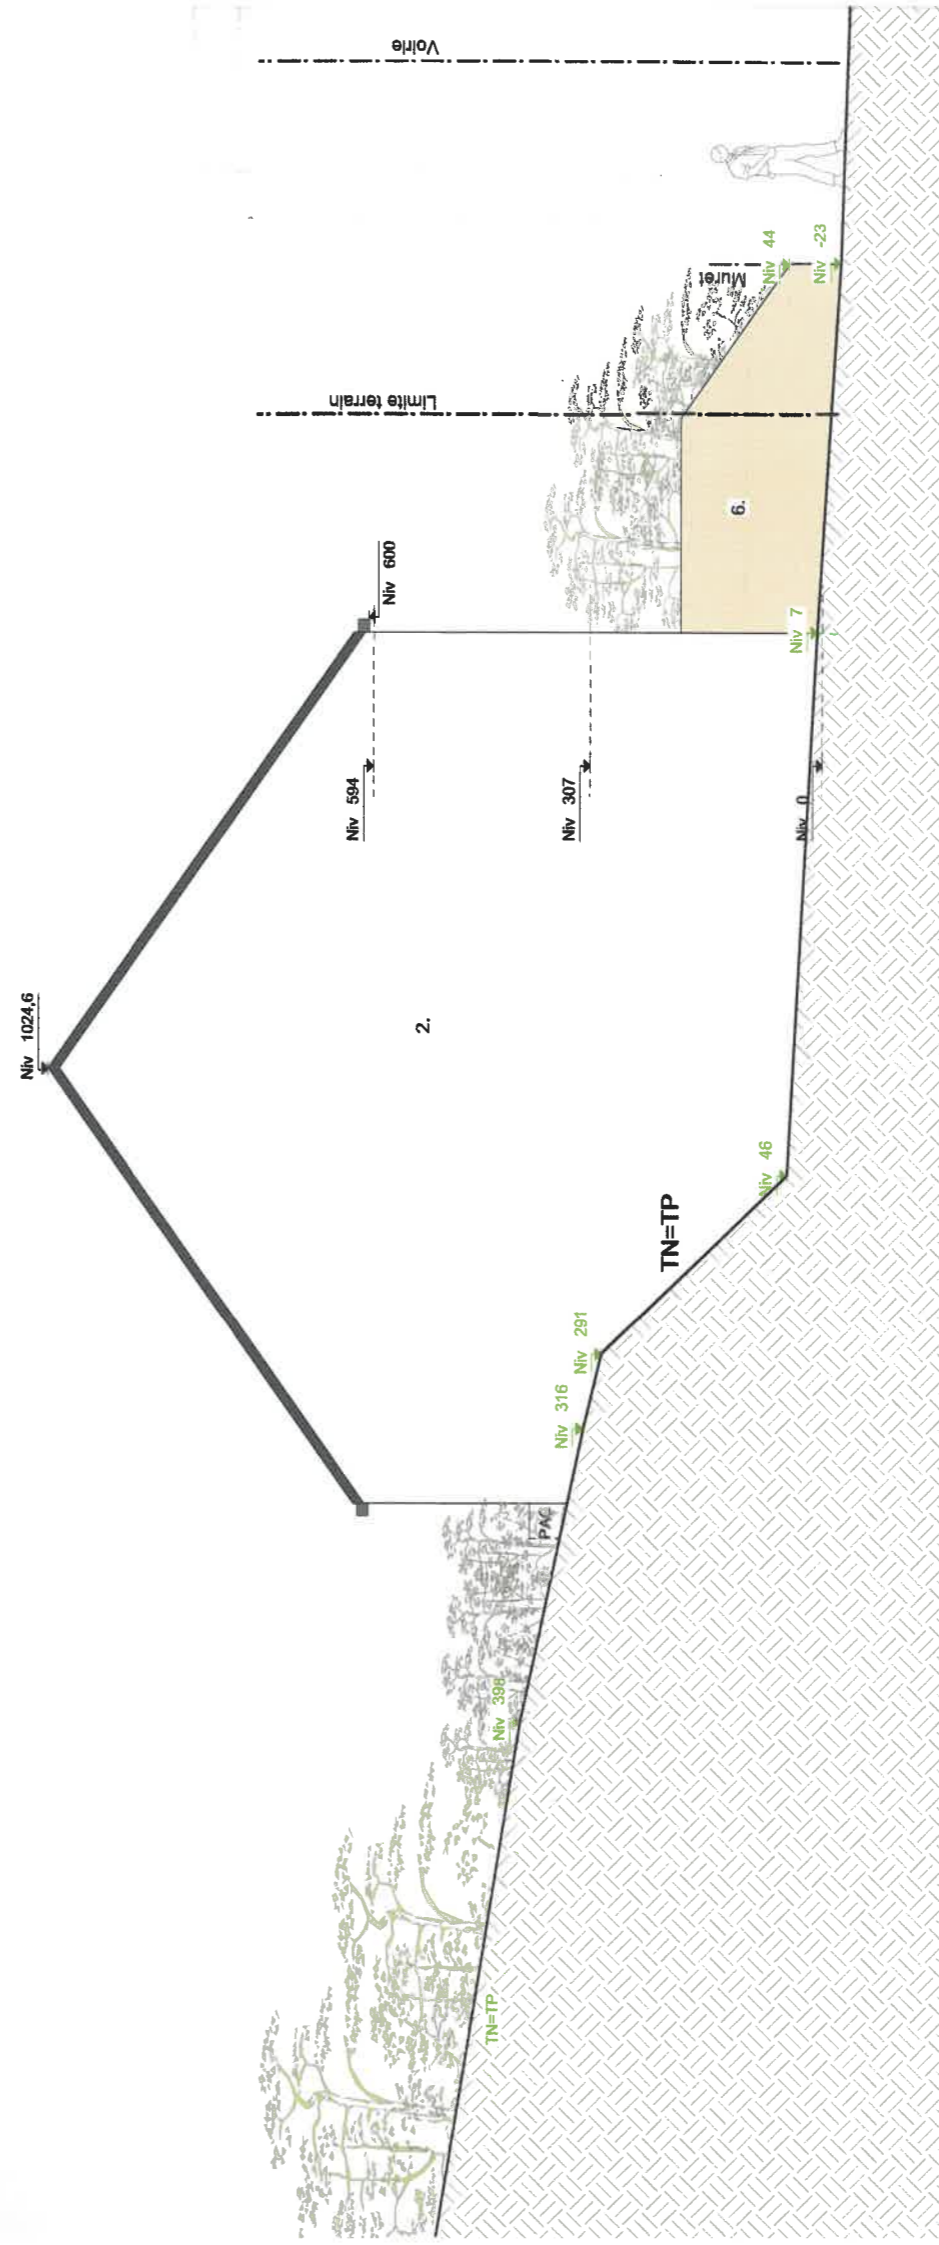 Niv 1024,6
Voirie
Limite terrain
Niv 600
Niv 594
Niv 307
Niv 0
Niv 7
Muret
Niv 44
Niv -23
6.
2.
TN=TP
Niv 46
Niv 291
Niv 316
PAC
Niv 398
TN=TP